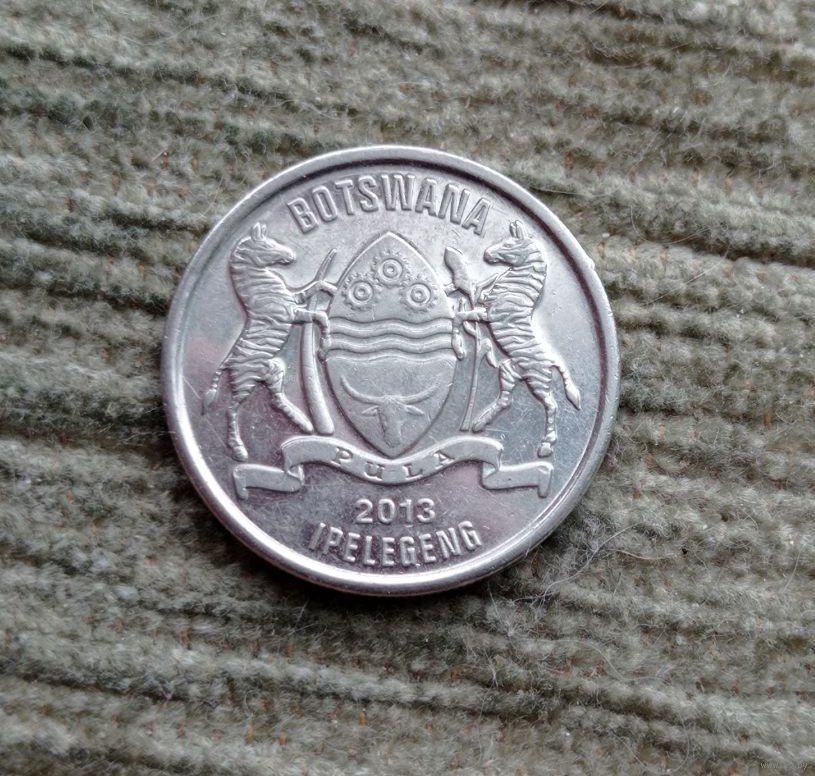 BOTSWANA
PULA
2013
IPELEGENG